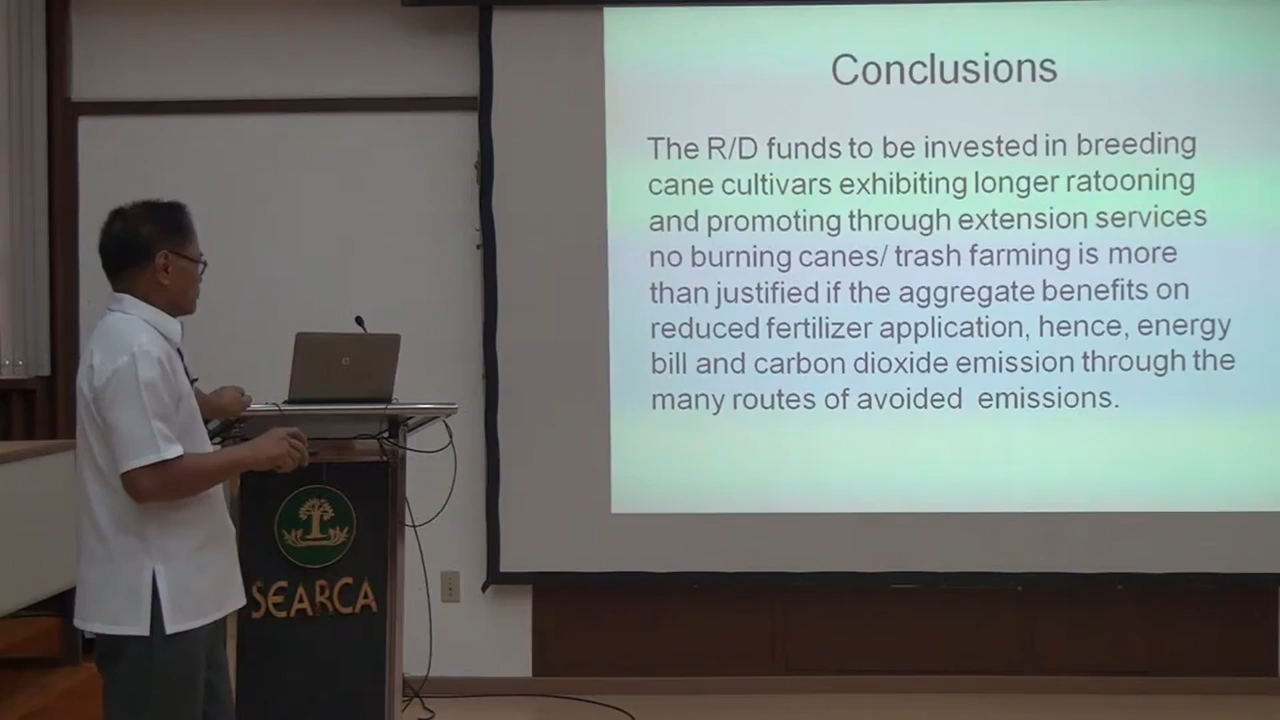 Conclusions
The R/D funds to be invested in breeding
cane cultivars exhibiting longer ratooning
and promoting through extension services
no burning canes/ trash farming is more
than justified if the aggregate benefits on
reduced fertilizer application, hence, energy
bill and carbon dioxide emission through the
many routes of avoided emissions.
hp
SEARCA